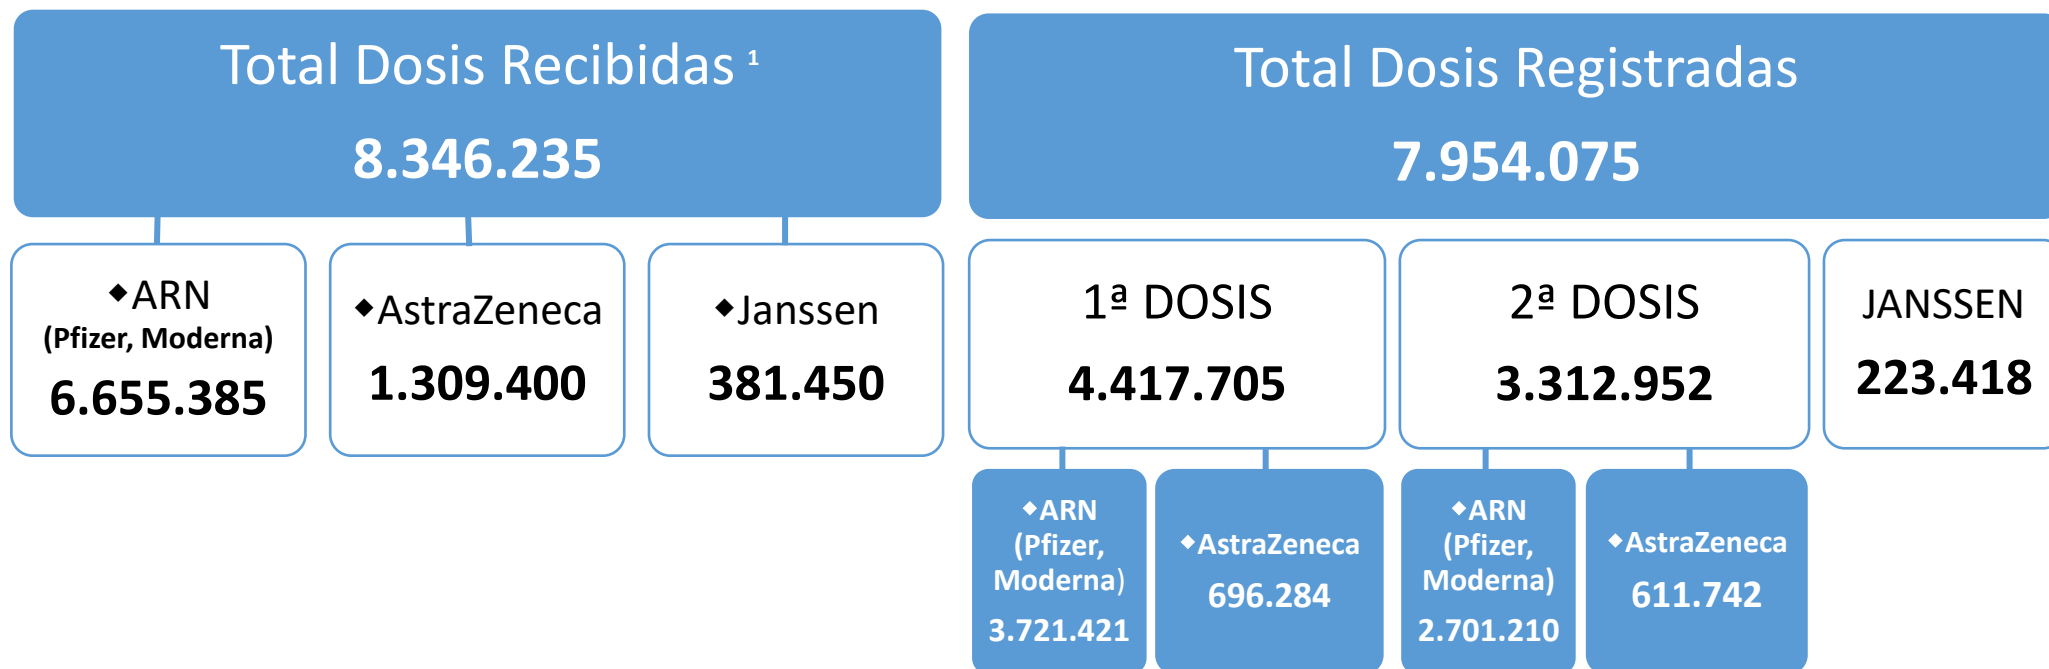 Total Dosis Recibidas ¹
8.346.235
◆ARN
(Pfizer, Moderna)
6.655.385
◆AstraZeneca
1.309.400
◆Janssen
381.450
Total Dosis Registradas
7.954.075
1ª DOSIS
4.417.705
◆ARN
(Pfizer,
Moderna)
3.721.421
◆AstraZeneca
696.284
2ª DOSIS
3.312.952
◆ARN
(Pfizer,
Moderna)
2.701.210
◆AstraZeneca
611.742
JANSSEN
223.418